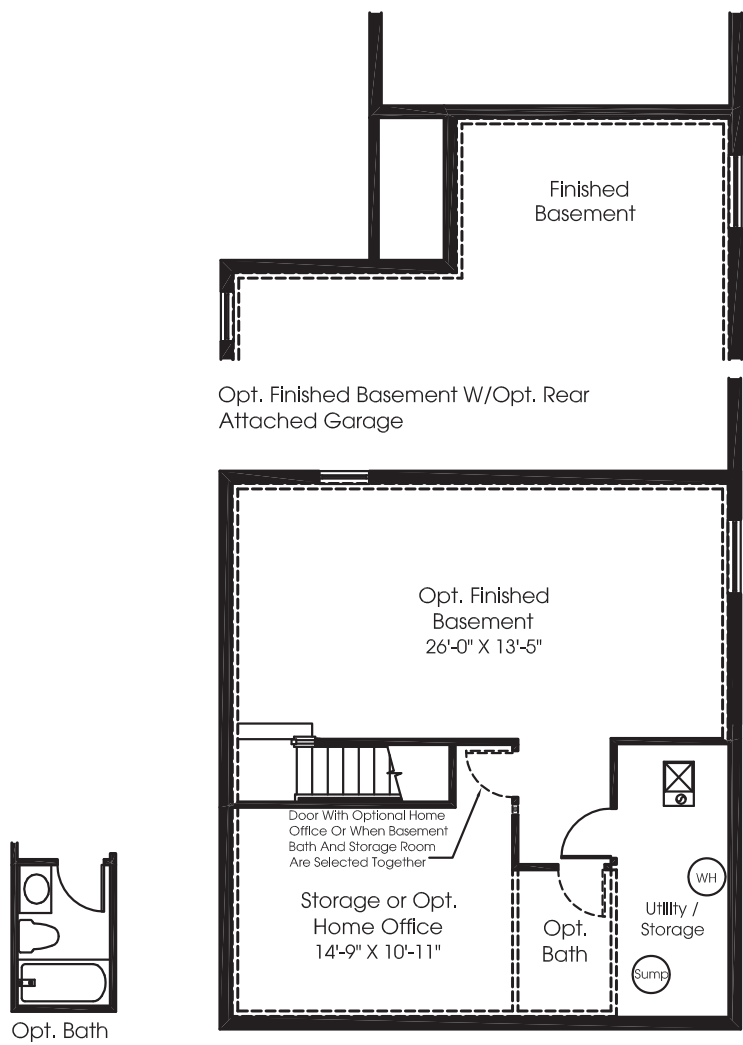 Finished
Basement
Opt. Finished Basement W/Opt. Rear
Attached Garage
Opt. Finished
Basement
26'-0" X 13'-5"
Door With Optional Home
Office Or When Basement
Bath And Storage Room
Are Selected Together
Storage or Opt.
Home Office
14'-9" X 10'-11"
Opt.
Bath
WH
Utility /
Storage
Sump
Opt. Bath